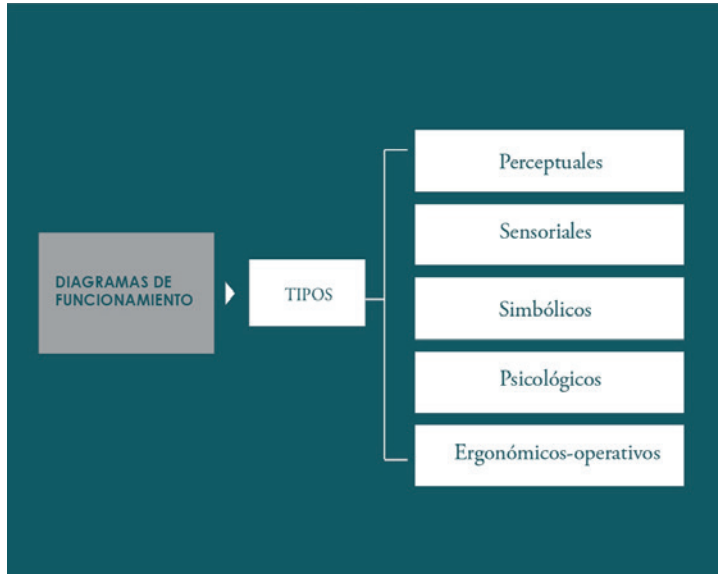 DIAGRAMAS DE
FUNCIONAMIENTO
TIPOS
Perceptuales
Sensoriales
Simbólicos
Psicológicos
Ergonómicos-operativos